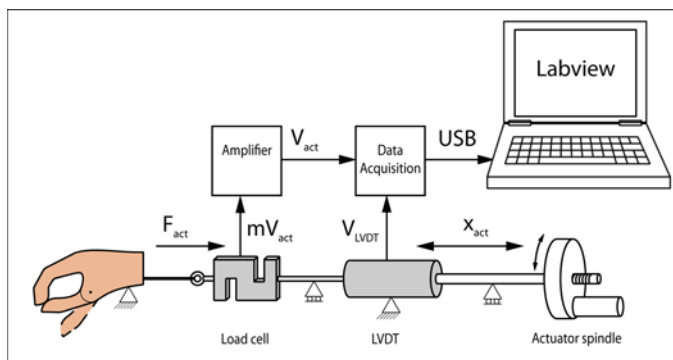 Labview
Amplifier
V_act
Data
Acquisition
USB
F_act
mV_act
V_LVDT
x_act
Load cell
LVDT
Actuator spindle